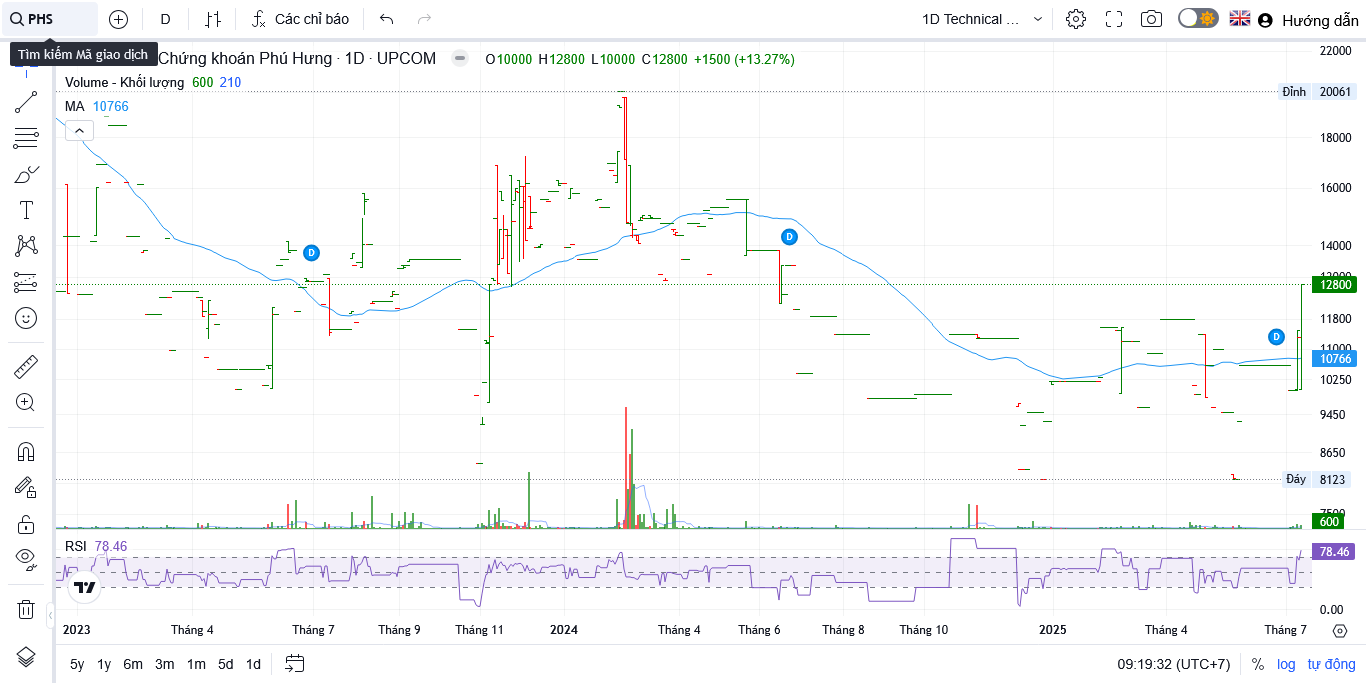 PHS
D
Các chỉ báo
1D Technical ...
Hướng dẫn
Tìm kiếm Mã giao dịch
Chứng khoán Phú Hưng · 1D · UPCOM
O10000 H12800 L10000 C12800 +1500 (+13.27%)
Volume - Khối lượng 600 210
MA 10766
22000
Đỉnh 20061
18000
16000
14000
13000
12800
11800
11000
10766
10250
9450
8650
Đáy 8123
7500
600
D
D
D
RSI 78.46
78.46
0.00
2023 Tháng 4 Tháng 7 Tháng 9 Tháng 11 2024 Tháng 4 Tháng 6 Tháng 8 Tháng 10 2025 Tháng 4 Tháng 7
5y 1y 6m 3m 1m 5d 1d
09:19:32 (UTC+7) % log tự động